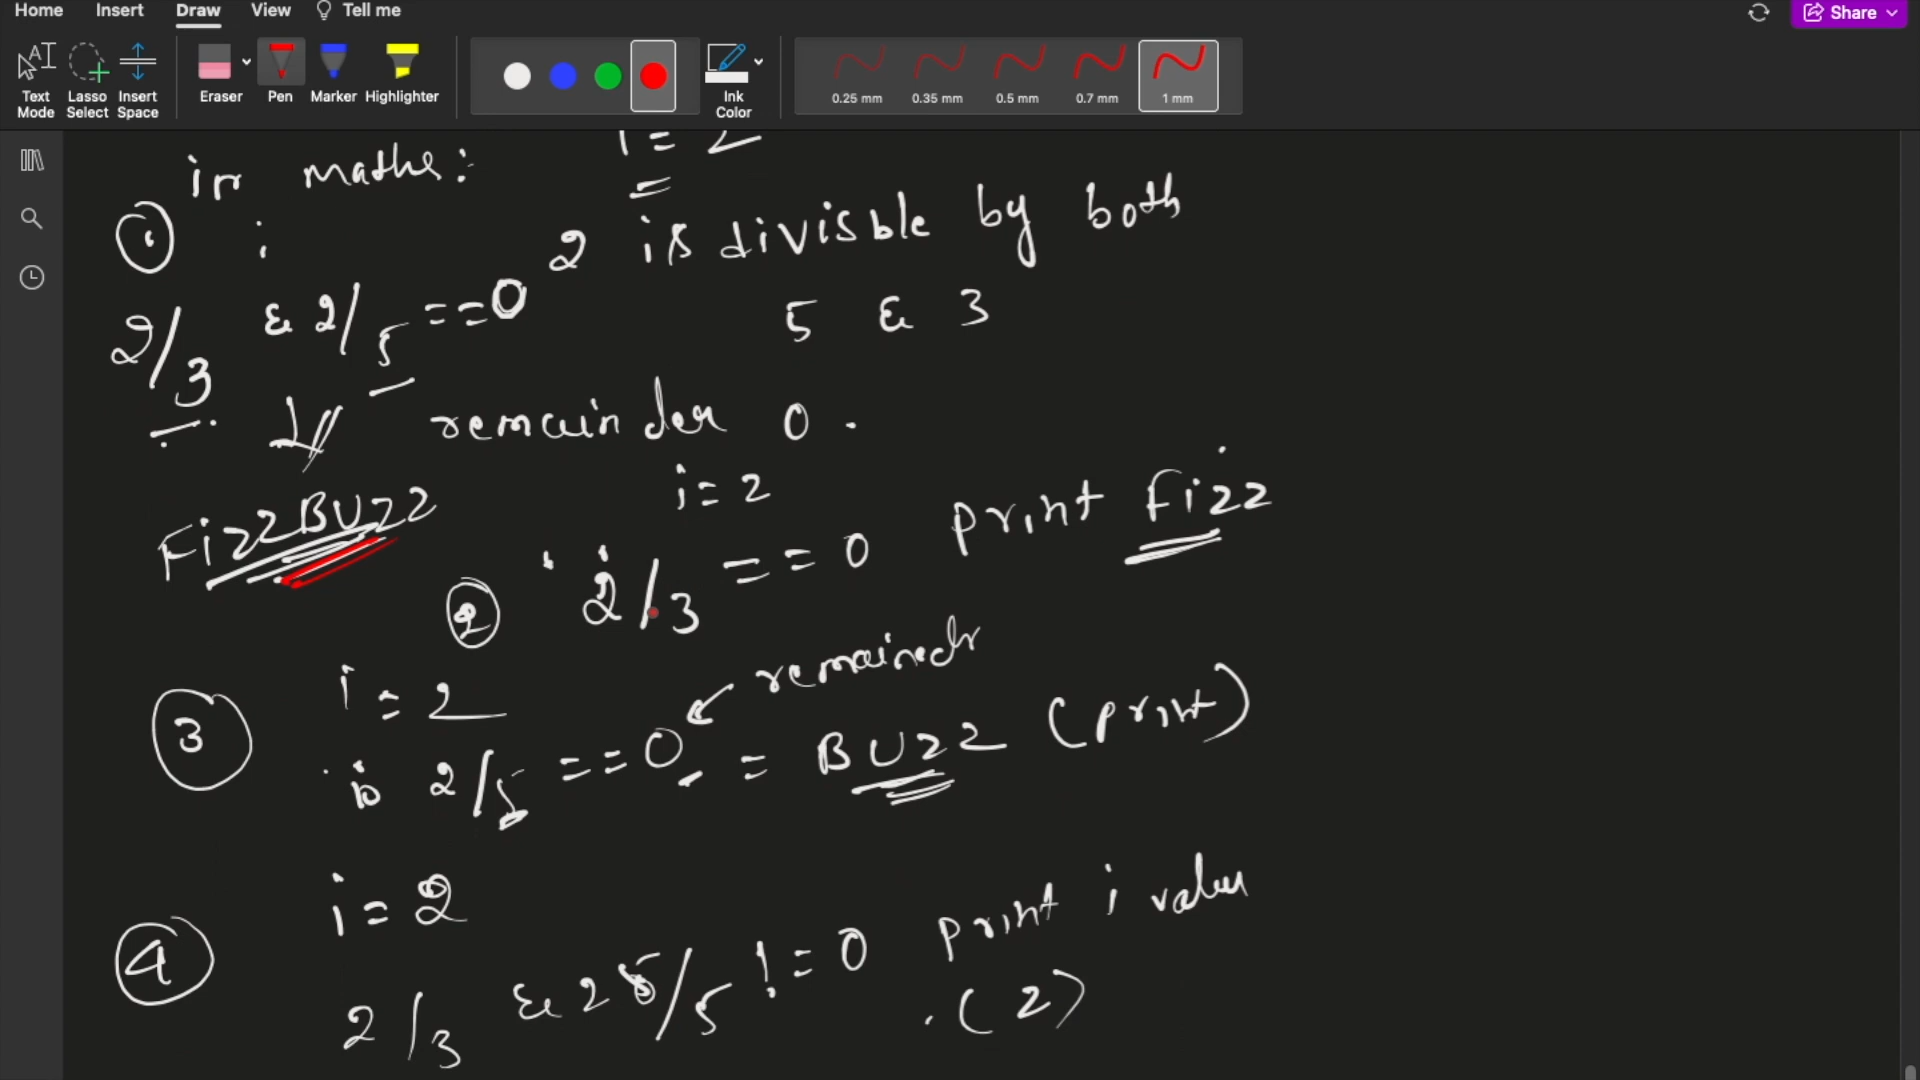 Home Insert Draw View Tell me
Share
Text Mode
Lasso Select
Insert Space
Eraser
Pen
Marker
Highlighter
Ink Color
0.25 mm 0.35 mm 0.5 mm 0.7 mm 1 mm
in maths: i = 2
① i 2 is divisble by both
2/3 & 2/5 ==0 5 & 3
remainder 0.
i = 2
FizzBUzz print Fizz
② 2/3 == 0
i = 2 remainedr
③ 2/5 ==0 = BUzz (print)
i = 2
④ 2/3 & 2 5/5 != 0 print i value
(2)